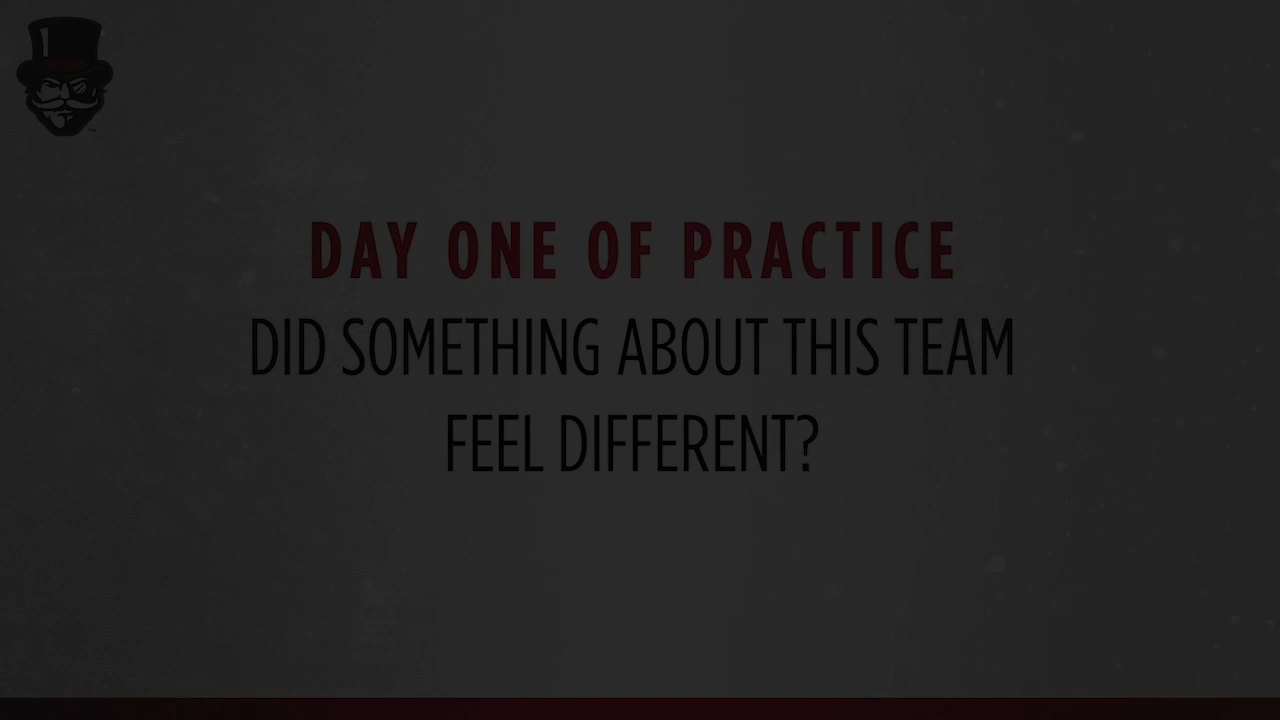 DAY ONE OF PRACTICE
DID SOMETHING ABOUT THIS TEAM
FEEL DIFFERENT?